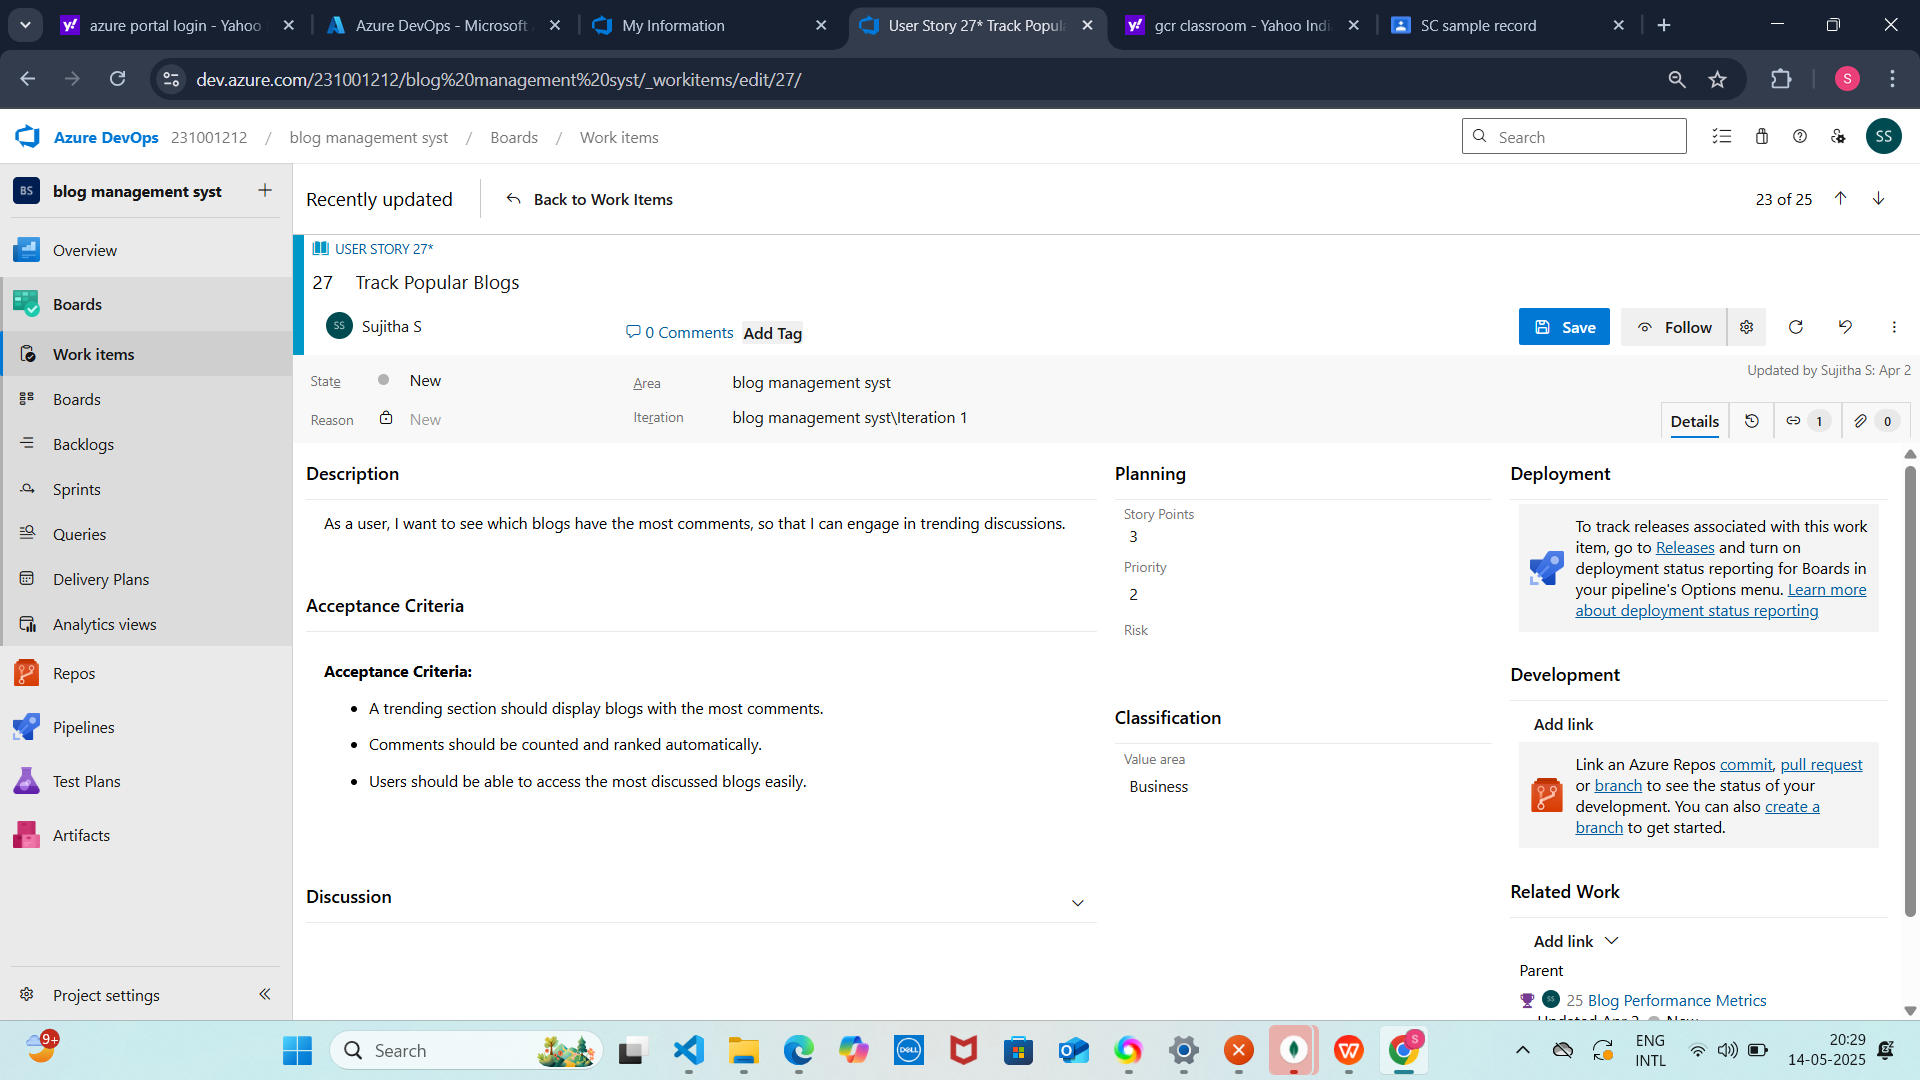 azure portal login - Yahoo
Azure DevOps - Microsoft
My Information
User Story 27* Track Popula
gcr classroom - Yahoo Indi
SC sample record
dev.azure.com/231001212/blog%20management%20syst/_workitems/edit/27/
S
Azure DevOps 231001212 / blog management syst / Boards / Work items
Search
SS
BS blog management syst
Overview
Boards
Work items
Boards
Backlogs
Sprints
Queries
Delivery Plans
Analytics views
Repos
Pipelines
Test Plans
Artifacts
Project settings
Recently updated
Back to Work Items
23 of 25
USER STORY 27*
27 Track Popular Blogs
SS Sujitha S
0 Comments Add Tag
Save
Follow
State New
Reason New
Area blog management syst
Iteration blog management syst\Iteration 1
Updated by Sujitha S: Apr 2
Details
1
0
Description
As a user, I want to see which blogs have the most comments, so that I can engage in trending discussions.
Acceptance Criteria
Acceptance Criteria:
• A trending section should display blogs with the most comments.
• Comments should be counted and ranked automatically.
• Users should be able to access the most discussed blogs easily.
Discussion
Planning
Story Points
3
Priority
2
Risk
Classification
Value area
Business
Deployment
To track releases associated with this work
item, go to Releases and turn on
deployment status reporting for Boards in
your pipeline's Options menu. Learn more
about deployment status reporting
Development
Add link
Link an Azure Repos commit, pull request
or branch to see the status of your
development. You can also create a
branch to get started.
Related Work
Add link
Parent
SS 25 Blog Performance Metrics
Updated Apr 2 New
9+
Search
DELL
S
ENG
INTL
20:29
14-05-2025